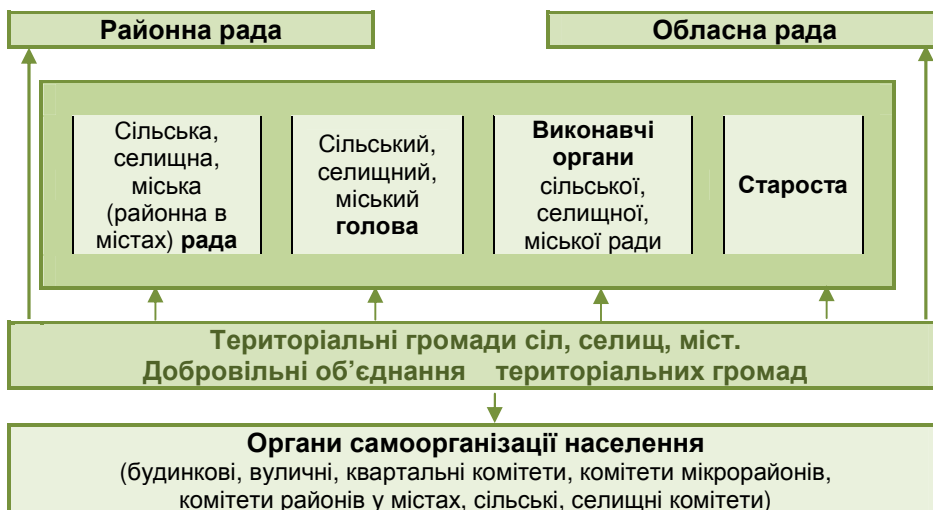 Районна рада
Обласна рада
Сільська,
селищна,
міська
(районна в
містах) рада
Сільський,
селищний,
міський
голова
Виконавчі
органи
сільської,
селищної,
міської ради
Староста
Територіальні громади сіл, селищ, міст.
Добровільні об’єднання територіальних громад
Органи самоорганізації населення
(будинкові, вуличні, квартальні комітети, комітети мікрорайонів,
комітети районів у містах, сільські, селищні комітети)